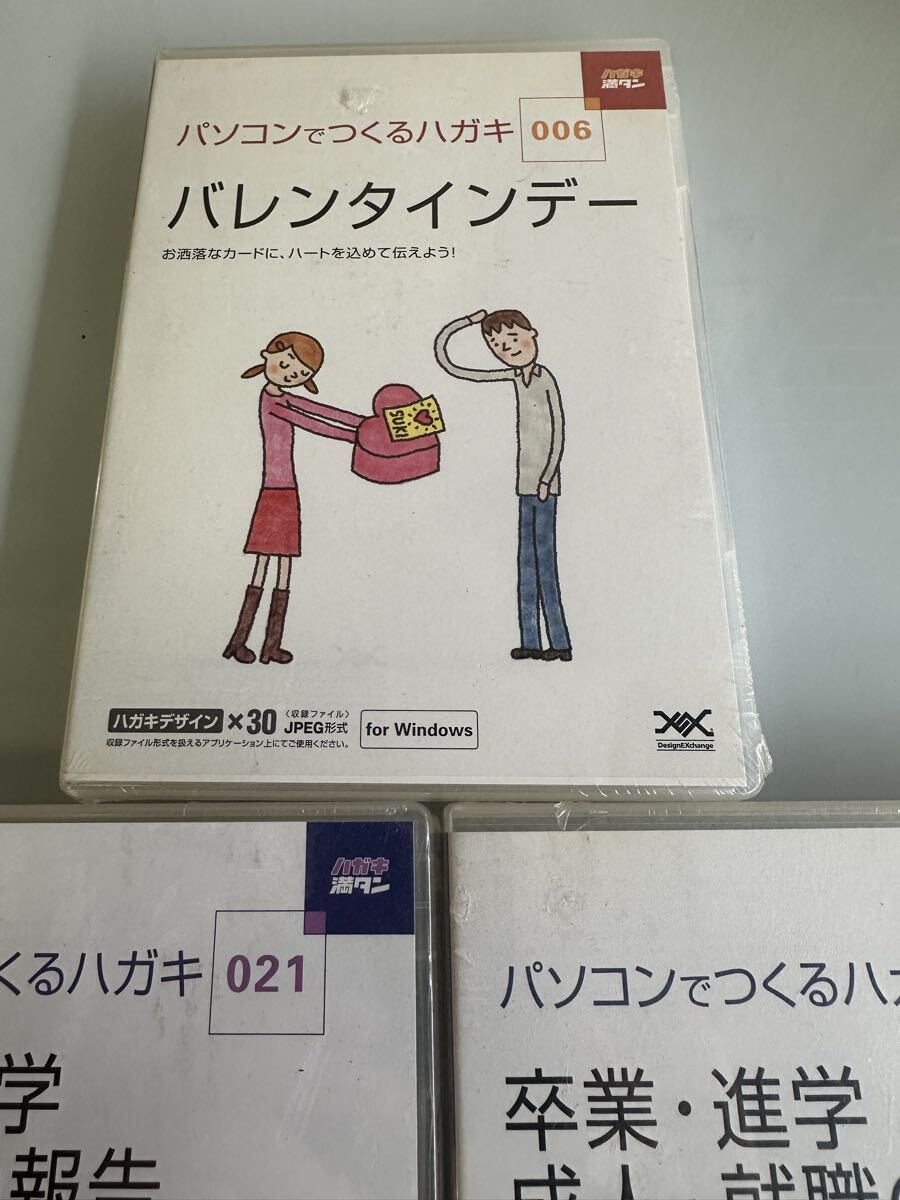 ハガキ
満タン
パソコンでつくるハガキ 006
バレンタインデー
お洒落なカードに、ハートを込めて伝えよう!
SUKI
ハガキデザイン ×30 〈収録ファイル〉 JPEG形式 for Windows
収録ファイル形式を扱えるアプリケーション上にてご使用ください。
DesignEXchange
ハガキ
満タン
くるハガキ 021
学
報告
パソコンでつくるハガ
卒業・進学
成人・就職